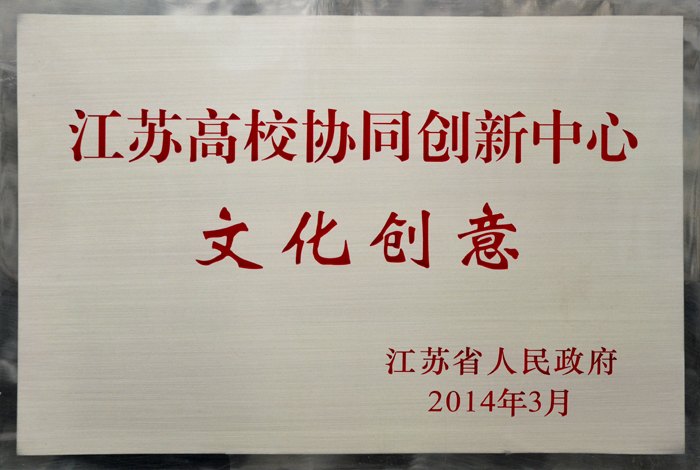 江苏高校协同创新中心
文化创意
江苏省人民政府
2014年3月